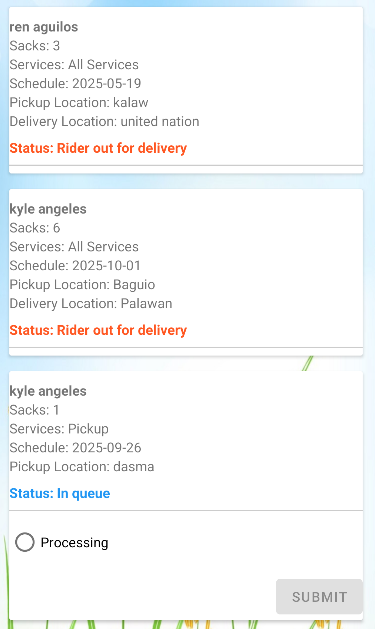 ren aguilos
Sacks: 3
Services: All Services
Schedule: 2025-05-19
Pickup Location: kalaw
Delivery Location: united nation
Status: Rider out for delivery
kyle angeles
Sacks: 6
Services: All Services
Schedule: 2025-10-01
Pickup Location: Baguio
Delivery Location: Palawan
Status: Rider out for delivery
kyle angeles
Sacks: 1
Services: Pickup
Schedule: 2025-09-26
Pickup Location: dasma
Status: In queue
Processing
SUBMIT